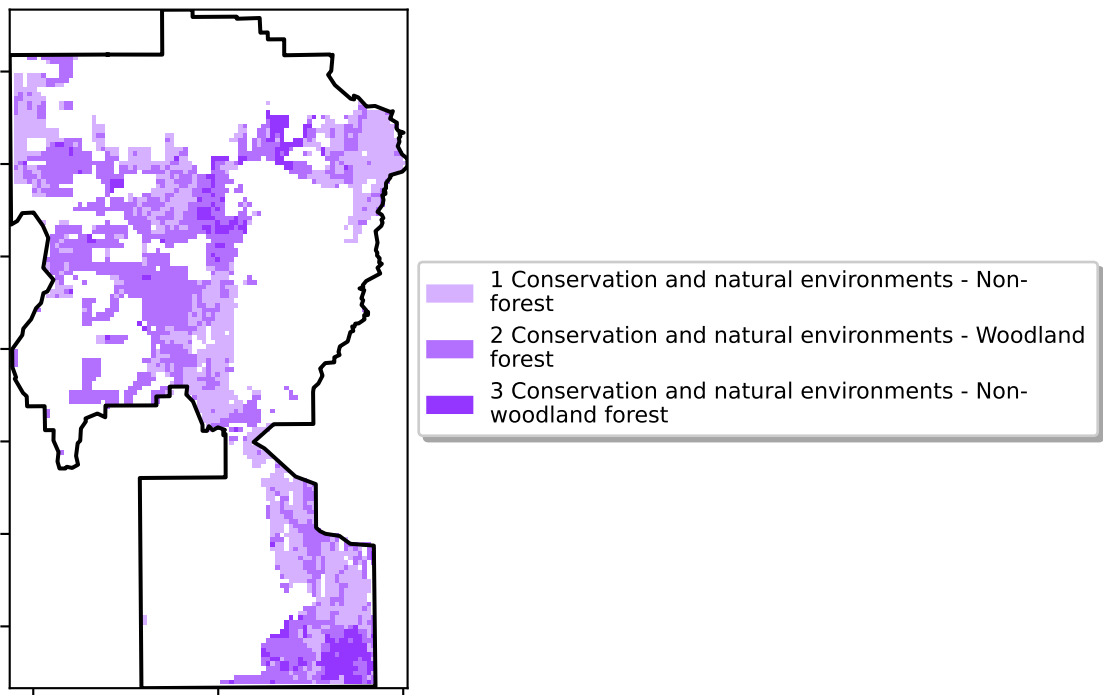 1 Conservation and natural environments - Non-
forest
2 Conservation and natural environments - Woodland
forest
3 Conservation and natural environments - Non-
woodland forest